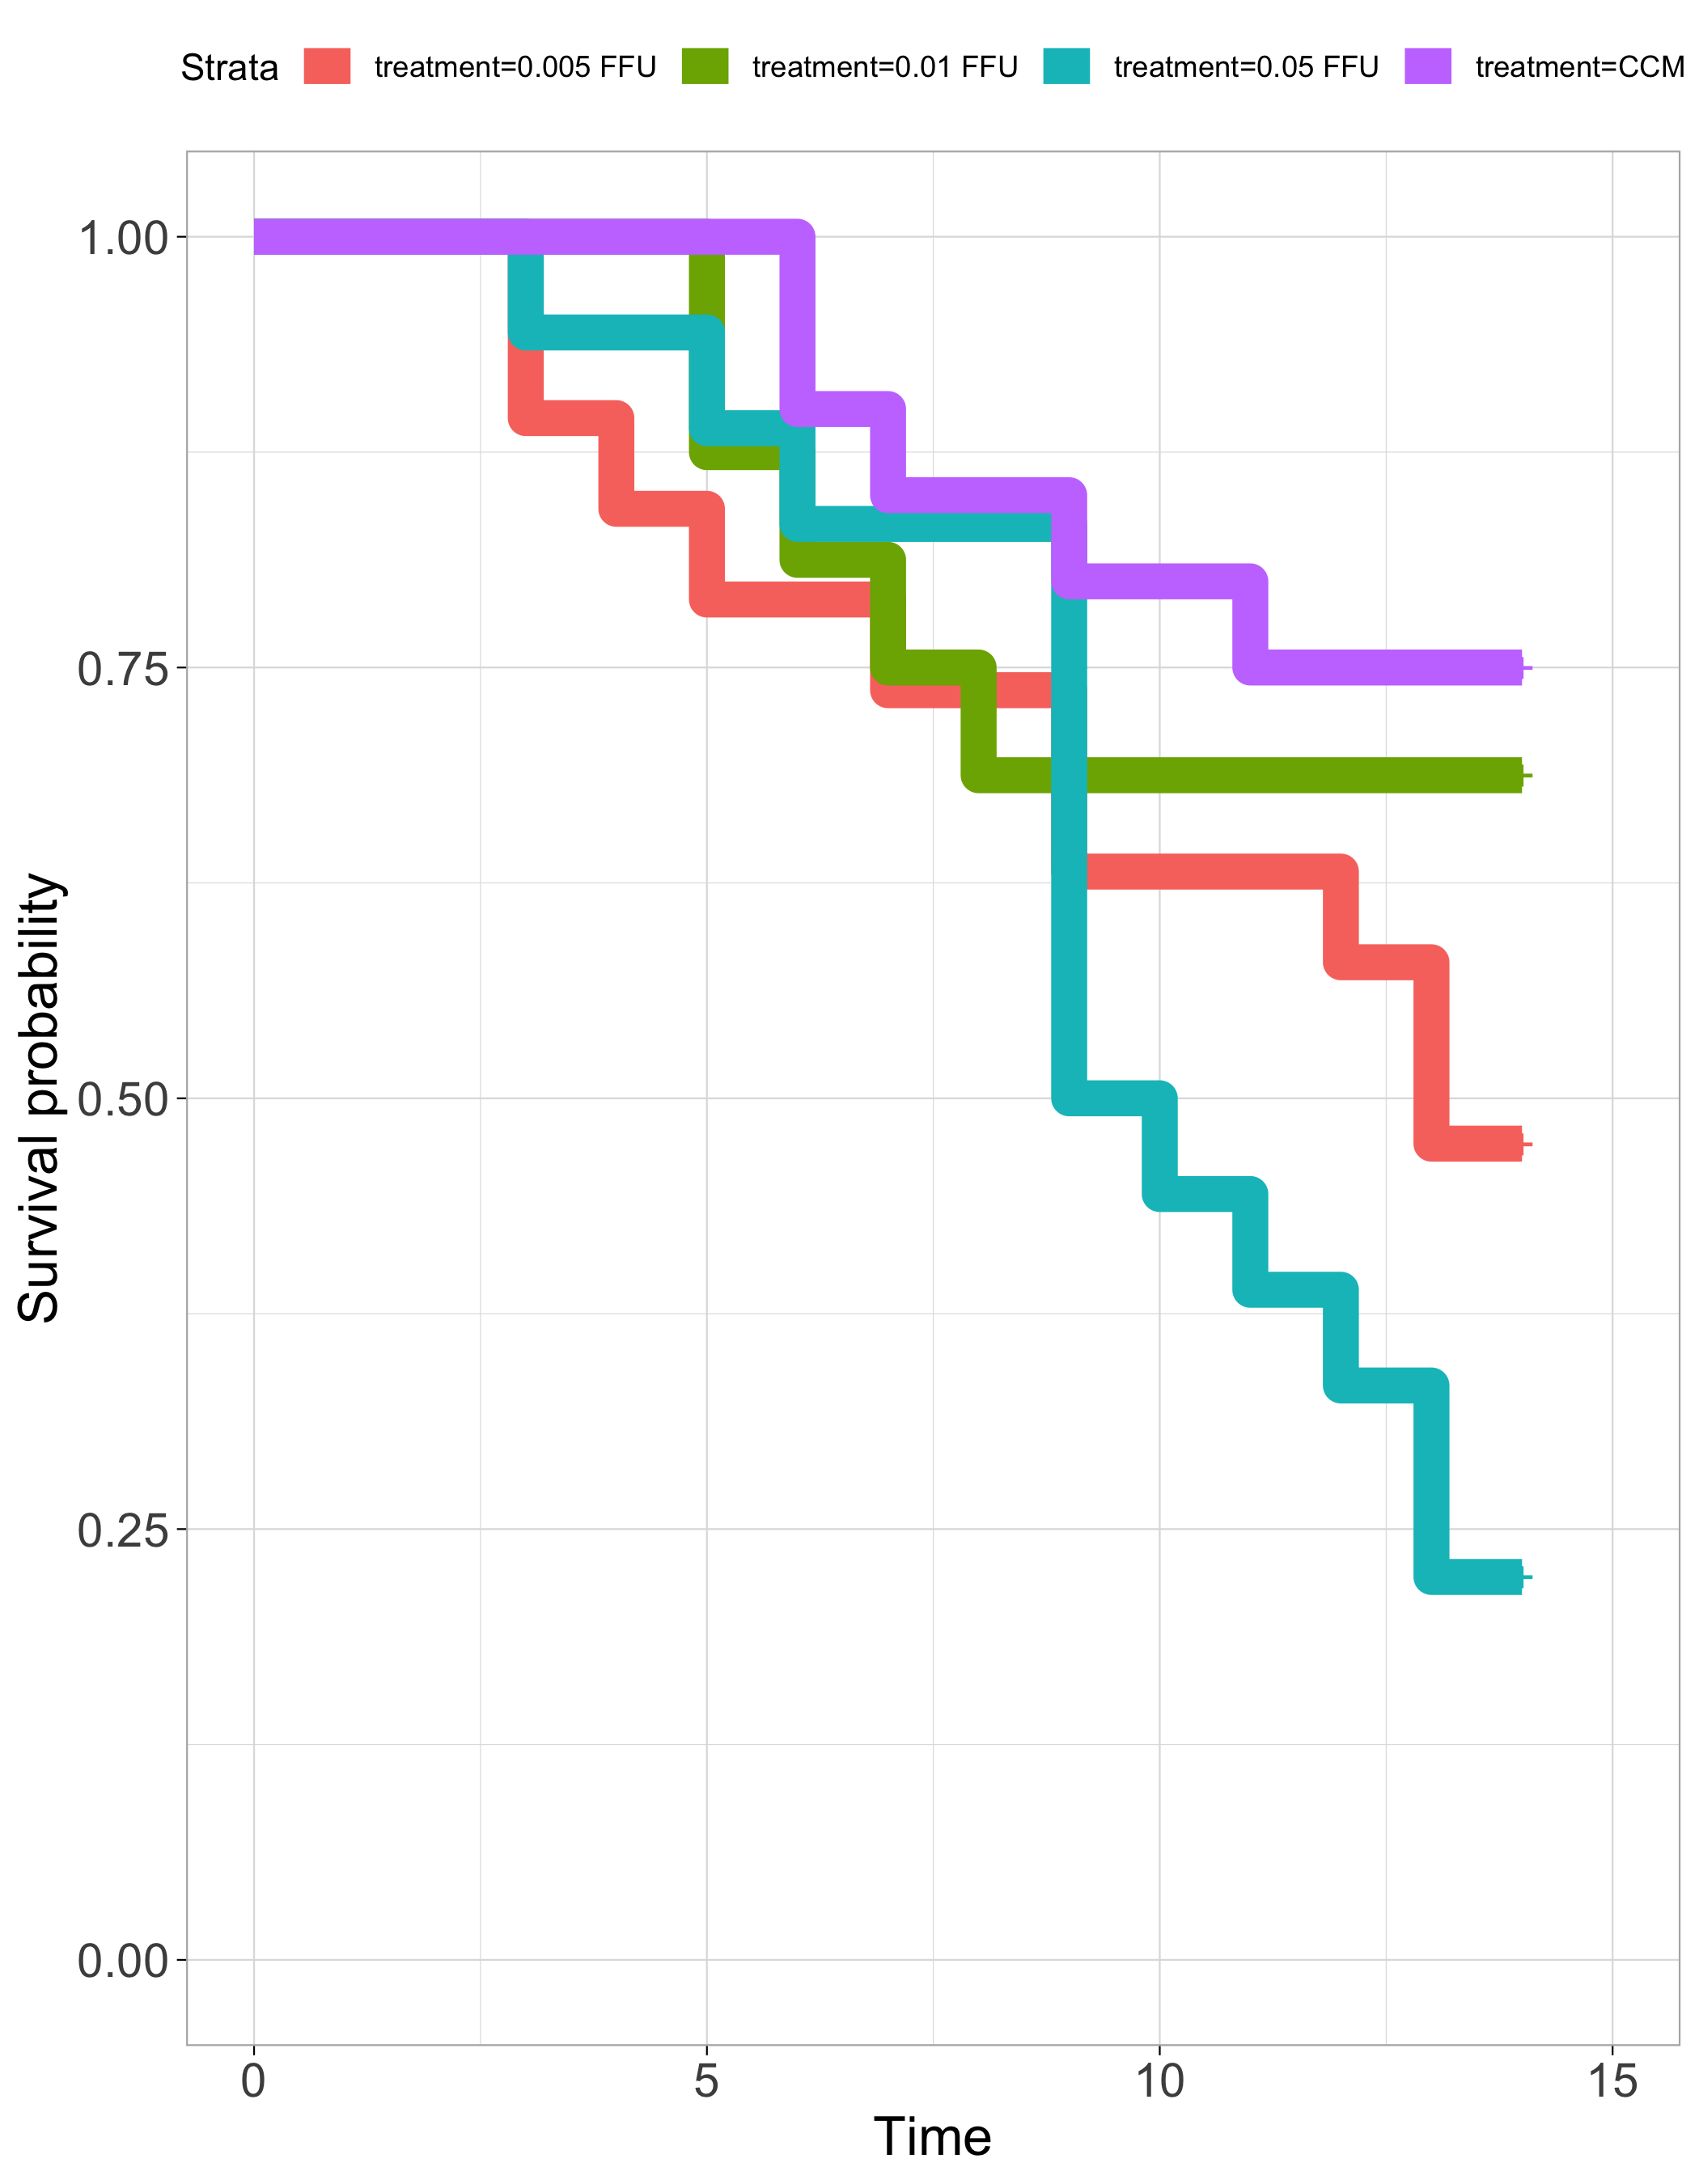 Strata treatment=0.005 FFU treatment=0.01 FFU treatment=0.05 FFU treatment=CCM
1.00
0.75
0.50
0.25
0.00
Survival probability
0 5 10 15
Time